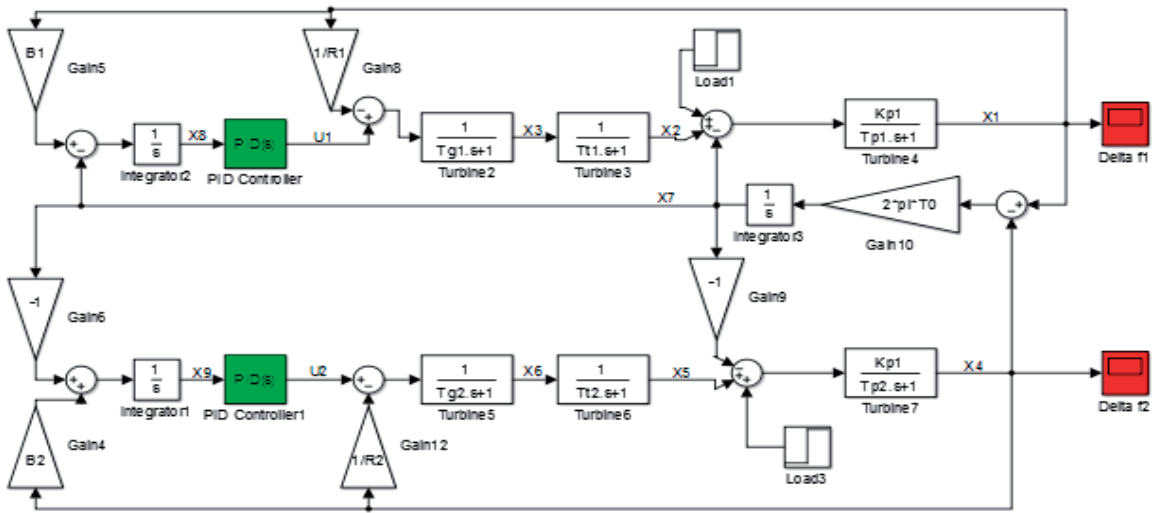 B1
Gain5
1/R1
Gain8
Load1
1
s
Integrator2
X8
PID(s)
PID Controller
U1
1
Tg1.s+1
Turbine2
X3
1
Tt1.s+1
Turbine3
X2
Kp1
Tp1.s+1
Turbine4
X1
Delta f1
X7
1
s
Integrator3
2*pi*T0
Gain10
-1
Gain6
-1
Gain9
1
s
Integrator1
X9
PID(s)
PID Controller1
U2
1
Tg2.s+1
Turbine5
X6
1
Tt2.s+1
Turbine6
X5
Kp1
Tp2.s+1
Turbine7
X4
Delta f2
B2
Gain4
1/R2
Gain12
Load3